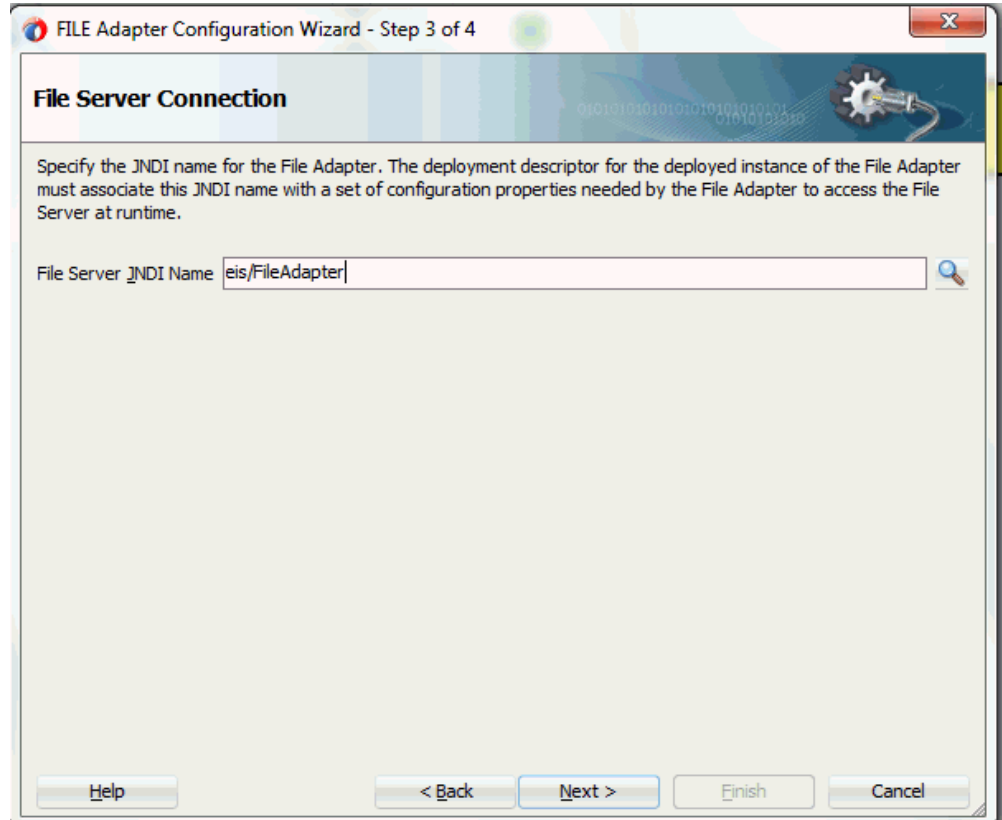 FILE Adapter Configuration Wizard - Step 3 of 4
File Server Connection
Specify the JNDI name for the File Adapter. The deployment descriptor for the deployed instance of the File Adapter
must associate this JNDI name with a set of configuration properties needed by the File Adapter to access the File
Server at runtime.
File Server JNDI Name eis/FileAdapter
Help < Back Next > Finish Cancel